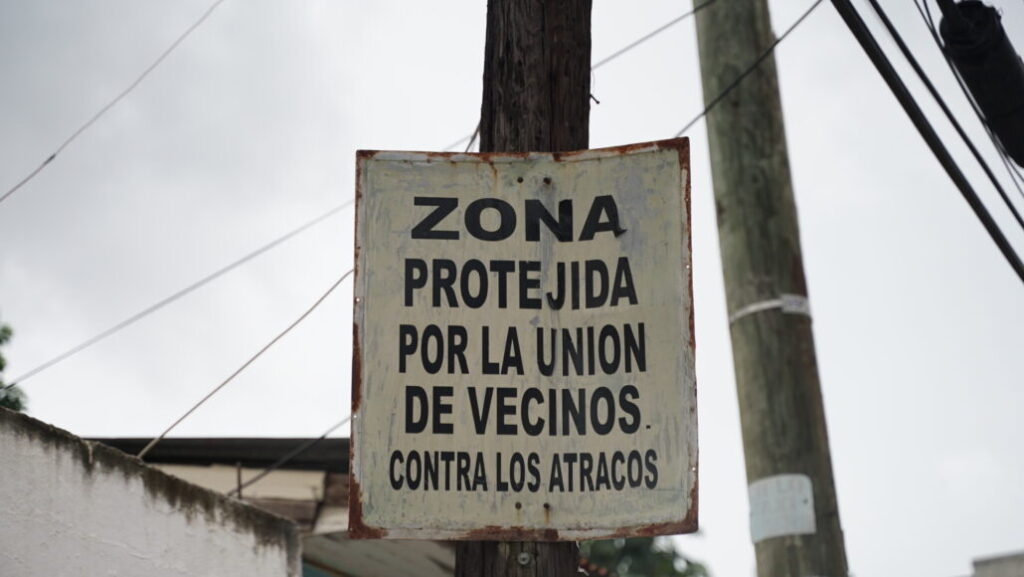 ZONA
PROTEJIDA
POR LA UNION
DE VECINOS.
CONTRA LOS ATRACOS